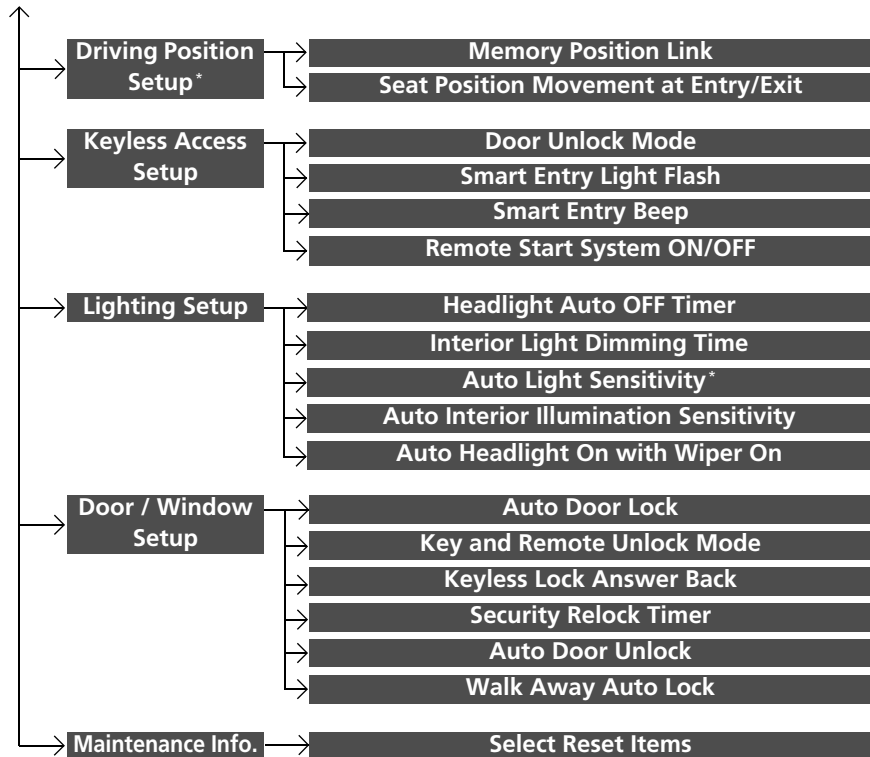 Driving Position
Setup*
Memory Position Link
Seat Position Movement at Entry/Exit
Keyless Access
Setup
Door Unlock Mode
Smart Entry Light Flash
Smart Entry Beep
Remote Start System ON/OFF
Lighting Setup
Headlight Auto OFF Timer
Interior Light Dimming Time
Auto Light Sensitivity*
Auto Interior Illumination Sensitivity
Auto Headlight On with Wiper On
Door / Window
Setup
Auto Door Lock
Key and Remote Unlock Mode
Keyless Lock Answer Back
Security Relock Timer
Auto Door Unlock
Walk Away Auto Lock
Maintenance Info.
Select Reset Items